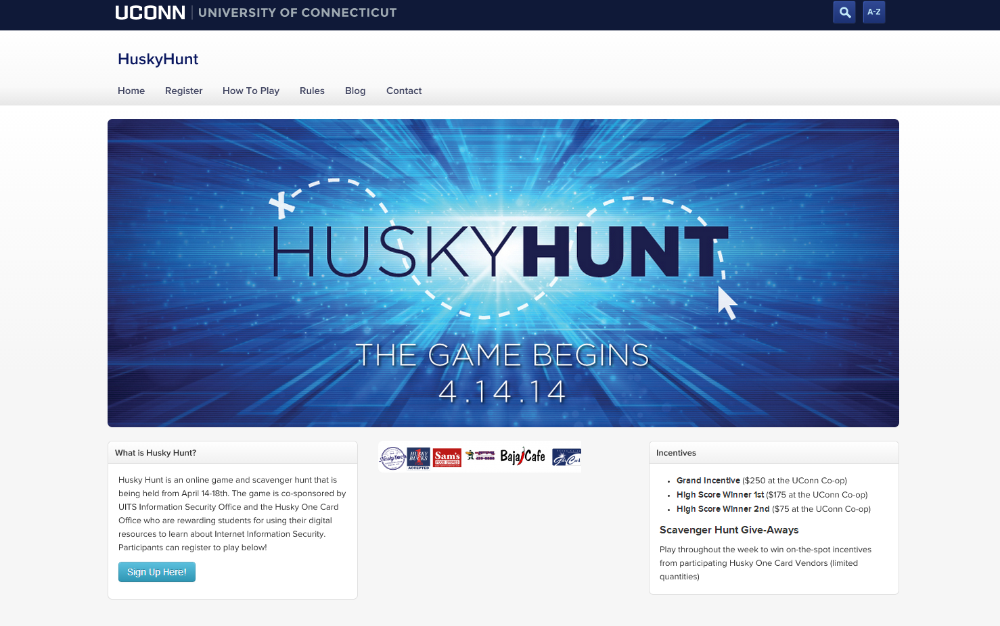 UCONN UNIVERSITY OF CONNECTICUT
A-Z
HuskyHunt
Home Register How To Play Rules Blog Contact
HUSKYHUNT
THE GAME BEGINS
4.14.14
What is Husky Hunt?
Husky Hunt is an online game and scavenger hunt that is
being held from April 14-18th. The game is co-sponsored by
UITS Information Security Office and the Husky One Card
Office who are rewarding students for using their digital
resources to learn about Internet Information Security.
Participants can register to play below!
Sign Up Here!
HuskyTech
HUSKY
BUCKS
1
ACCEPTED
Sam's
FOOD STORES
Baja Cafe
Gift Card
Incentives
Grand Incentive ($250 at the UConn Co-op)
High Score Winner 1st ($175 at the UConn Co-op)
High Score Winner 2nd ($75 at the UConn Co-op)
Scavenger Hunt Give-Aways
Play throughout the week to win on-the-spot incentives
from participating Husky One Card Vendors (limited
quantities)